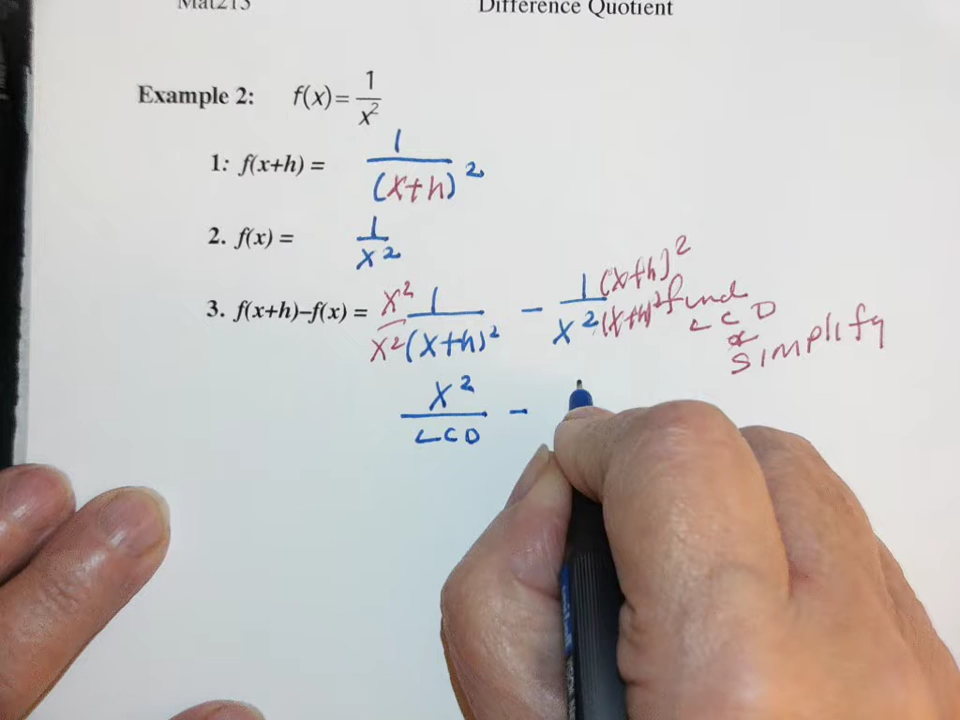 Mat213 Difference Quotient
Example 2: f(x)= 1/x²
1: f(x+h) = 1/(x+h)²
2. f(x) = 1/x²
3. f(x+h)–f(x) = x²/x² 1/(x+h)² - 1/x² (x+h)²/(x+h)² find
LCD
&
simplify
x²/LCD -